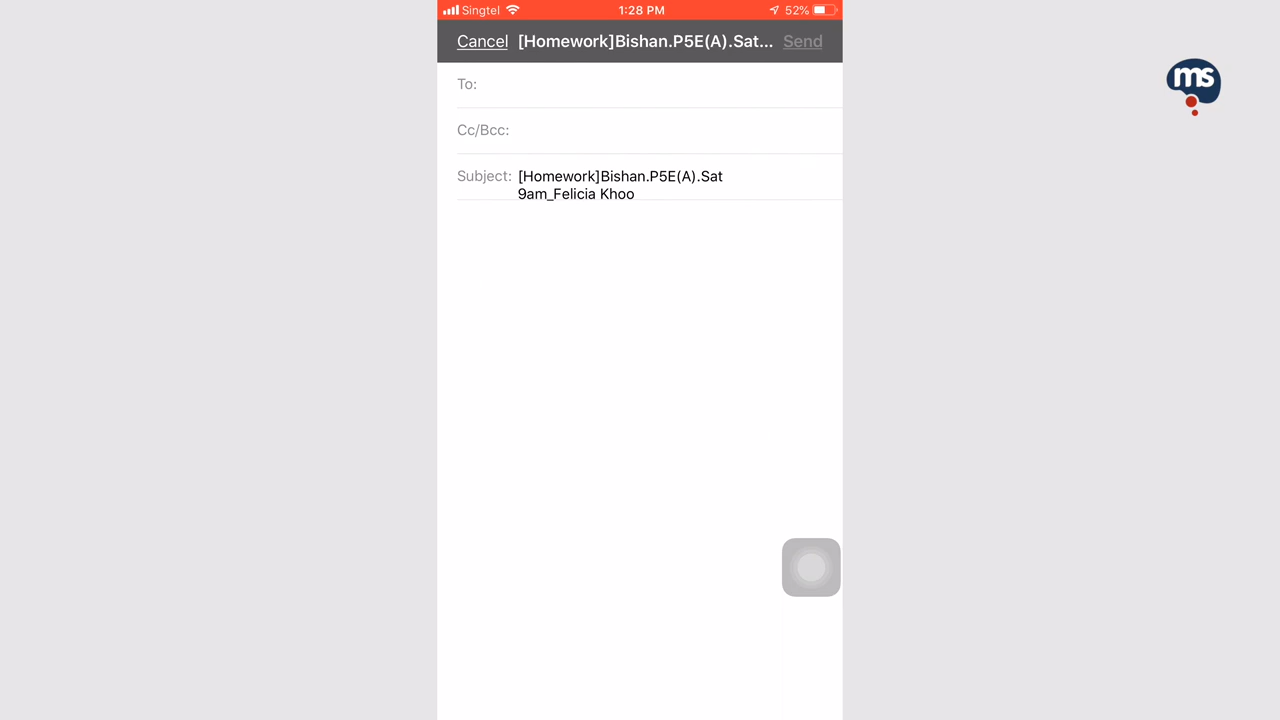 Singtel 1:28 PM 52%
Cancel [Homework]Bishan.P5E(A).Sat... Send
ms
To:
Cc/Bcc:
Subject: [Homework]Bishan.P5E(A).Sat
9am_Felicia Khoo